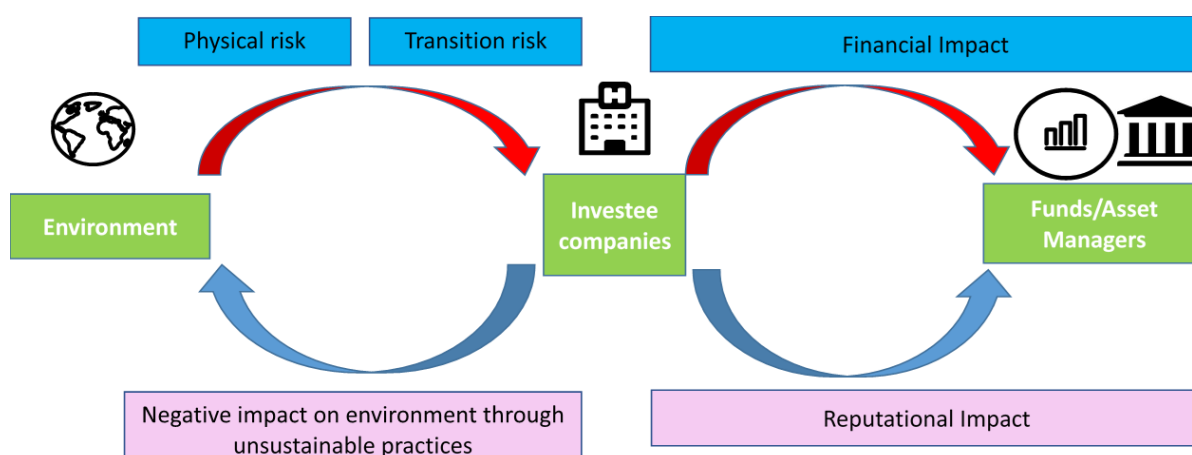 Physical risk
Transition risk
Financial Impact
H
Environment
Investee
companies
Funds/Asset
Managers
Negative impact on environment through
unsustainable practices
Reputational Impact